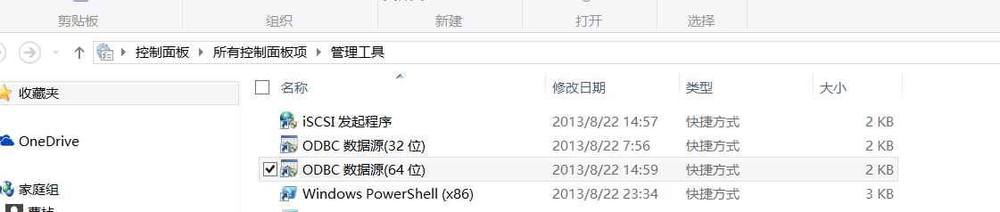 剪贴板 组织 新建 打开 选择
控制面板 所有控制面板项 管理工具
收藏夹 名称 修改日期 类型 大小
iSCSI 发起程序 2013/8/22 14:57 快捷方式 2 KB
OneDrive ODBC 数据源(32 位) 2013/8/22 7:56 快捷方式 2 KB
ODBC 数据源(64 位) 2013/8/22 14:59 快捷方式 2 KB
家庭组 Windows PowerShell (x86) 2013/8/22 23:34 快捷方式 3 KB